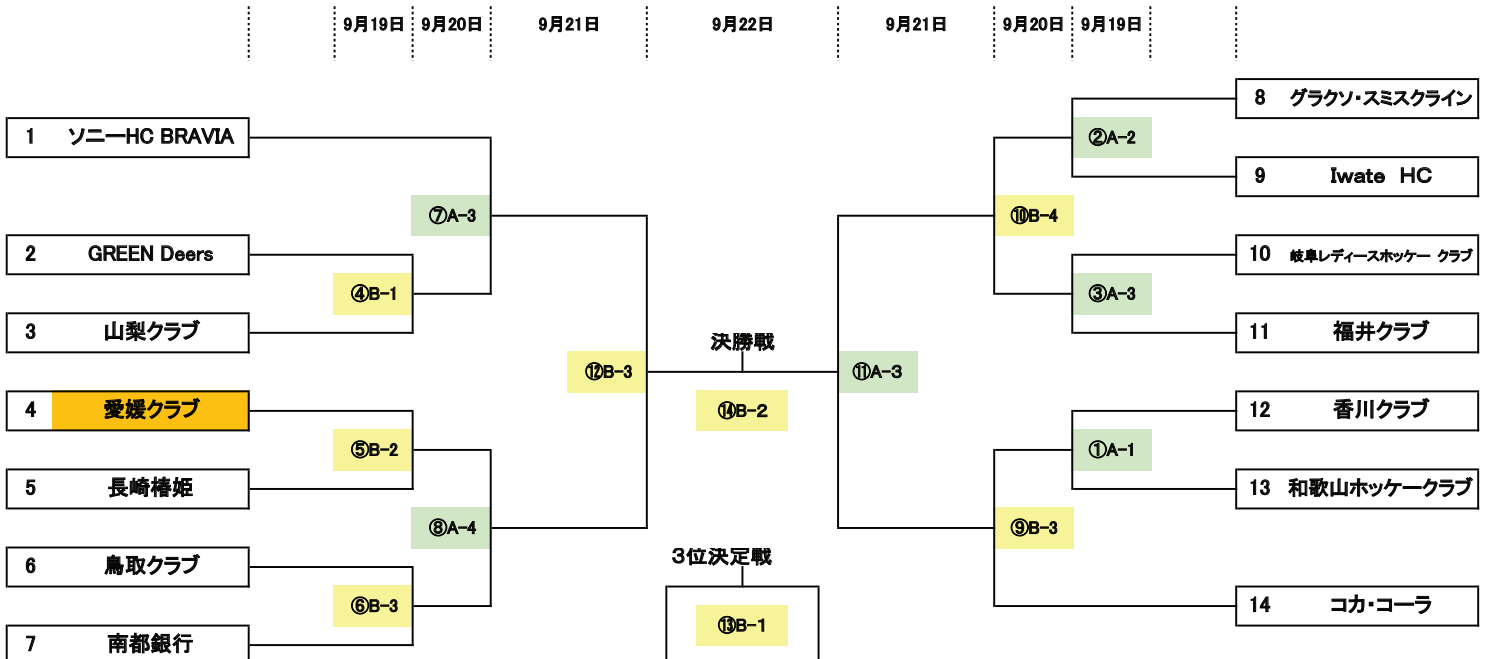 9月19日 9月20日 9月21日 9月22日 9月21日 9月20日 9月19日
8 グラクソ・スミスクライン
1 ソニーHC BRAVIA
②A-2
9 Iwate HC
⑦A-3
⑩B-4
2 GREEN Deers
10 岐阜レディースホッケー クラブ
④B-1
③A-3
3 山梨クラブ
11 福井クラブ
決勝戦
⑫B-3
⑪A-3
4 愛媛クラブ
⑭B-2
12 香川クラブ
⑤B-2
①A-1
5 長崎椿姫
13 和歌山ホッケークラブ
⑧A-4
⑨B-3
3位決定戦
6 鳥取クラブ
⑥B-3
14 コカ・コーラ
⑬B-1
7 南都銀行